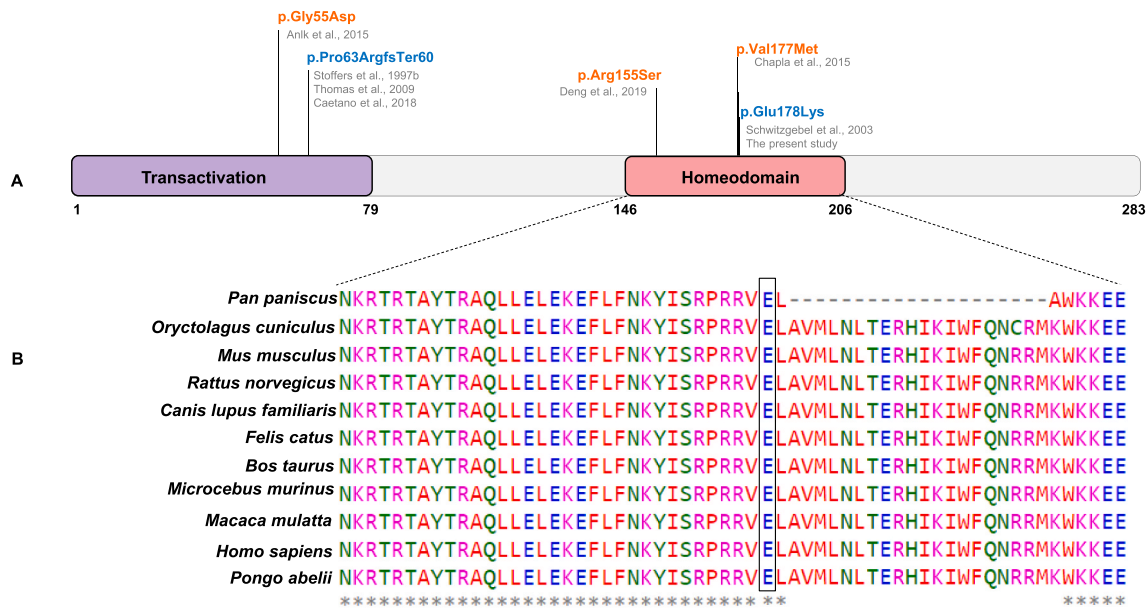 p.Gly55Asp
Anlk et al., 2015
p.Pro63ArgfsTer60
Stoffers et al., 1997b
Thomas et al., 2009
Caetano et al., 2018
p.Arg155Ser
Deng et al., 2019
p.Val177Met
Chapla et al., 2015
p.Glu178Lys
Schwitzgebel et al., 2003
The present study
A
Transactivation
Homeodomain
1 79 146 206 283
B
Pan paniscus NKRTRTAYTRAQLLELEKEFLFNKYISRPRRVEL--------------------AWKKEE
Oryctolagus cuniculus NKRTRTAYTRAQLLELEKEFLFNKYISRPRRVELAVMLNLTERHIKIWFQNCRMKWKKEE
Mus musculus NKRTRTAYTRAQLLELEKEFLFNKYISRPRRVELAVMLNLTERHIKIWFQNRRMKWKKEE
Rattus norvegicus NKRTRTAYTRAQLLELEKEFLFNKYISRPRRVELAVMLNLTERHIKIWFQNRRMKWKKEE
Canis lupus familiaris NKRTRTAYTRAQLLELEKEFLFNKYISRPRRVELAVMLNLTERHIKIWFQNRRMKWKKEE
Felis catus NKRTRTAYTRAQLLELEKEFLFNKYISRPRRVELAVMLNLTERHIKIWFQNRRMKWKKEE
Bos taurus NKRTRTAYTRAQLLELEKEFLFNKYISRPRRVELAVMLNLTERHIKIWFQNRRMKWKKEE
Microcebus murinus NKRTRTAYTRAQLLELEKEFLFNKYISRPRRVELAVMLNLTERHIKIWFQNRRMKWKKEE
Macaca mulatta NKRTRTAYTRAQLLELEKEFLFNKYISRPRRVELAVMLNLTERHIKIWFQNRRMKWKKEE
Homo sapiens NKRTRTAYTRAQLLELEKEFLFNKYISRPRRVELAVMLNLTERHIKIWFQNRRMKWKKEE
Pongo abelii NKRTRTAYTRAQLLELEKEFLFNKYISRPRRVELAVMLNLTERHIKIWFQNRRMKWKKEE
******************************** ** *****